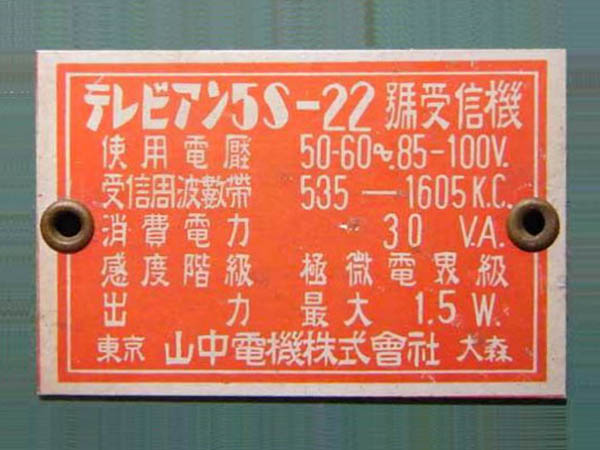 テレビアン5S-22 號受信機
使用電壓 50-60~.85-100V.
受信周波數帶 535—1605K.C.
消費電力 30 V.A.
感度階級 極微電界級
出力 最大 1.5W.
東京 山中電機株式會社 大森